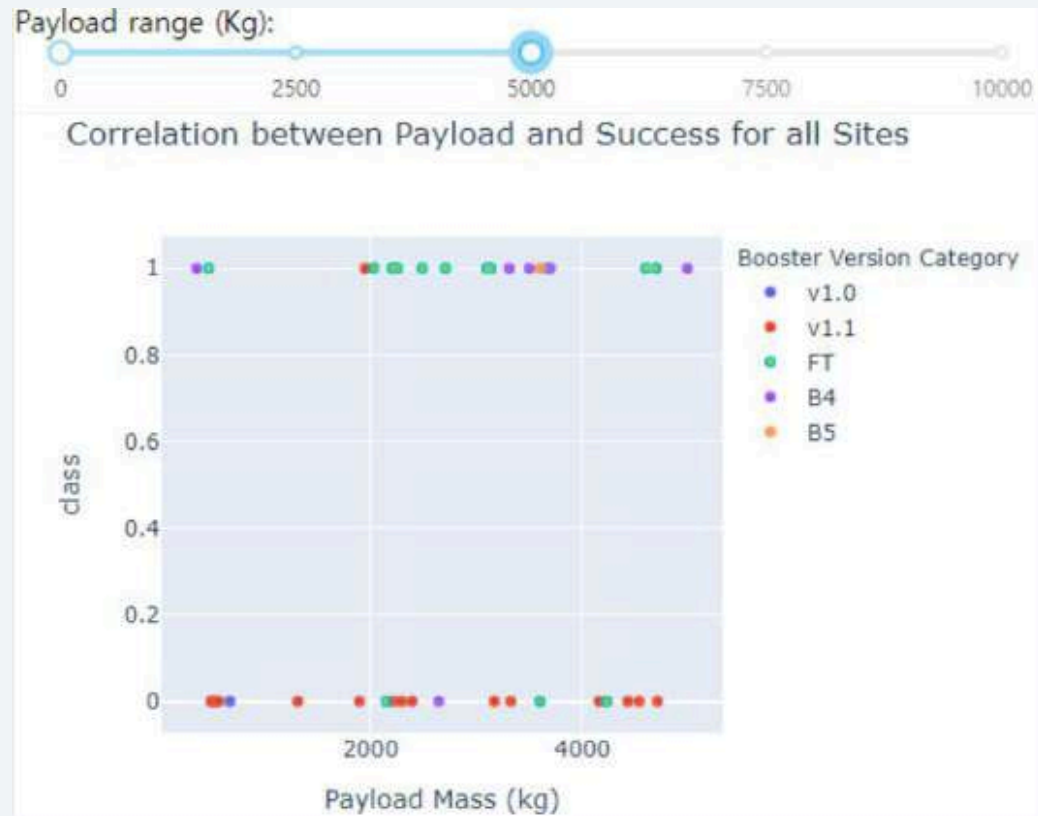 Payload range (Kg):
0 2500 5000 7500 10000
Correlation between Payload and Success for all Sites
Booster Version Category
v1.0
v1.1
FT
B4
B5
1
0.8
0.6
0.4
0.2
0
class
2000 4000
Payload Mass (kg)